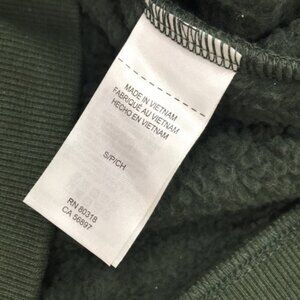 MADE IN VIETNAM
FABRIQUÉ AU VIETNAM
HECHO EN VIETNAM
S/P/CH
RN 80318
CA 56897